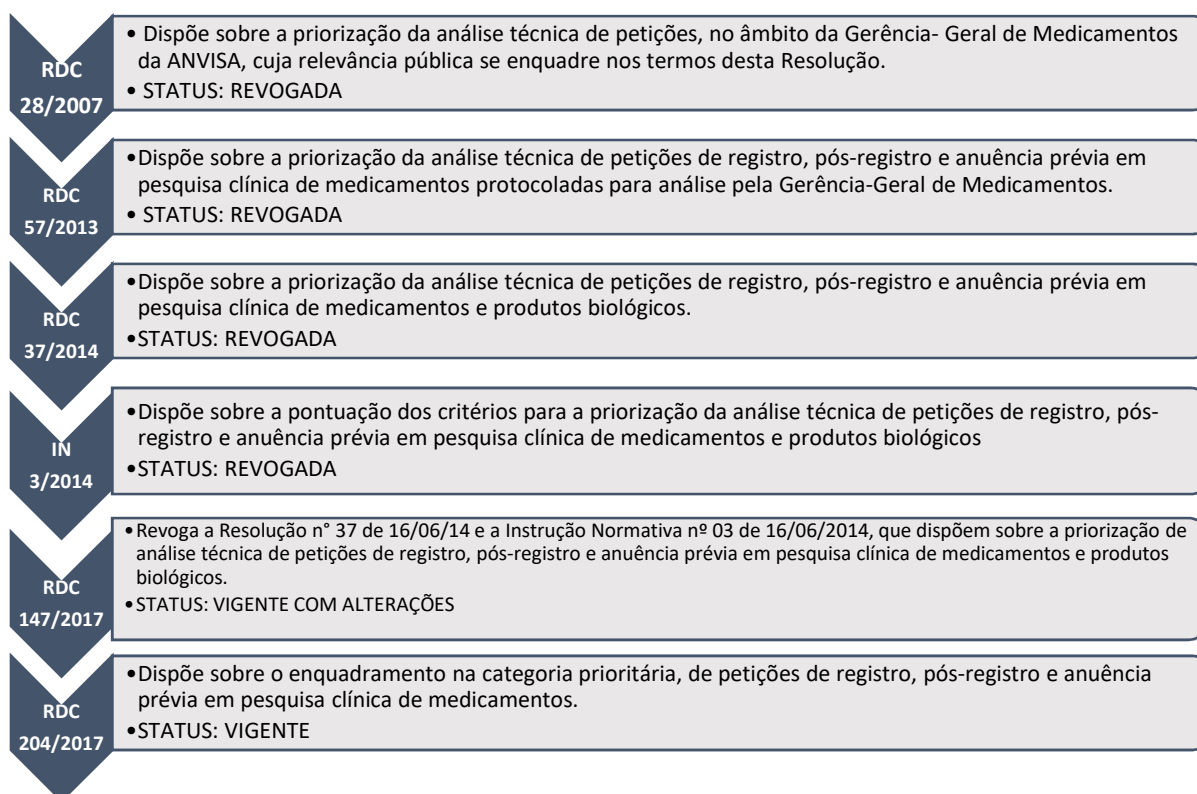 RDC
28/2007
• Dispõe sobre a priorização da análise técnica de petições, no âmbito da Gerência- Geral de Medicamentos
da ANVISA, cuja relevância pública se enquadre nos termos desta Resolução.
• STATUS: REVOGADA
RDC
57/2013
•Dispõe sobre a priorização da análise técnica de petições de registro, pós-registro e anuência prévia em
pesquisa clínica de medicamentos protocoladas para análise pela Gerência-Geral de Medicamentos.
• STATUS: REVOGADA
RDC
37/2014
•Dispõe sobre a priorização da análise técnica de petições de registro, pós-registro e anuência prévia em
pesquisa clínica de medicamentos e produtos biológicos.
•STATUS: REVOGADA
IN
3/2014
•Dispõe sobre a pontuação dos critérios para a priorização da análise técnica de petições de registro, pós-
registro e anuência prévia em pesquisa clínica de medicamentos e produtos biológicos
•STATUS: REVOGADA
RDC
147/2017
•Revoga a Resolução n° 37 de 16/06/14 e a Instrução Normativa nº 03 de 16/06/2014, que dispõem sobre a priorização de
análise técnica de petições de registro, pós-registro e anuência prévia em pesquisa clínica de medicamentos e produtos
biológicos.
•STATUS: VIGENTE COM ALTERAÇÕES
RDC
204/2017
•Dispõe sobre o enquadramento na categoria prioritária, de petições de registro, pós-registro e anuência
prévia em pesquisa clínica de medicamentos.
•STATUS: VIGENTE